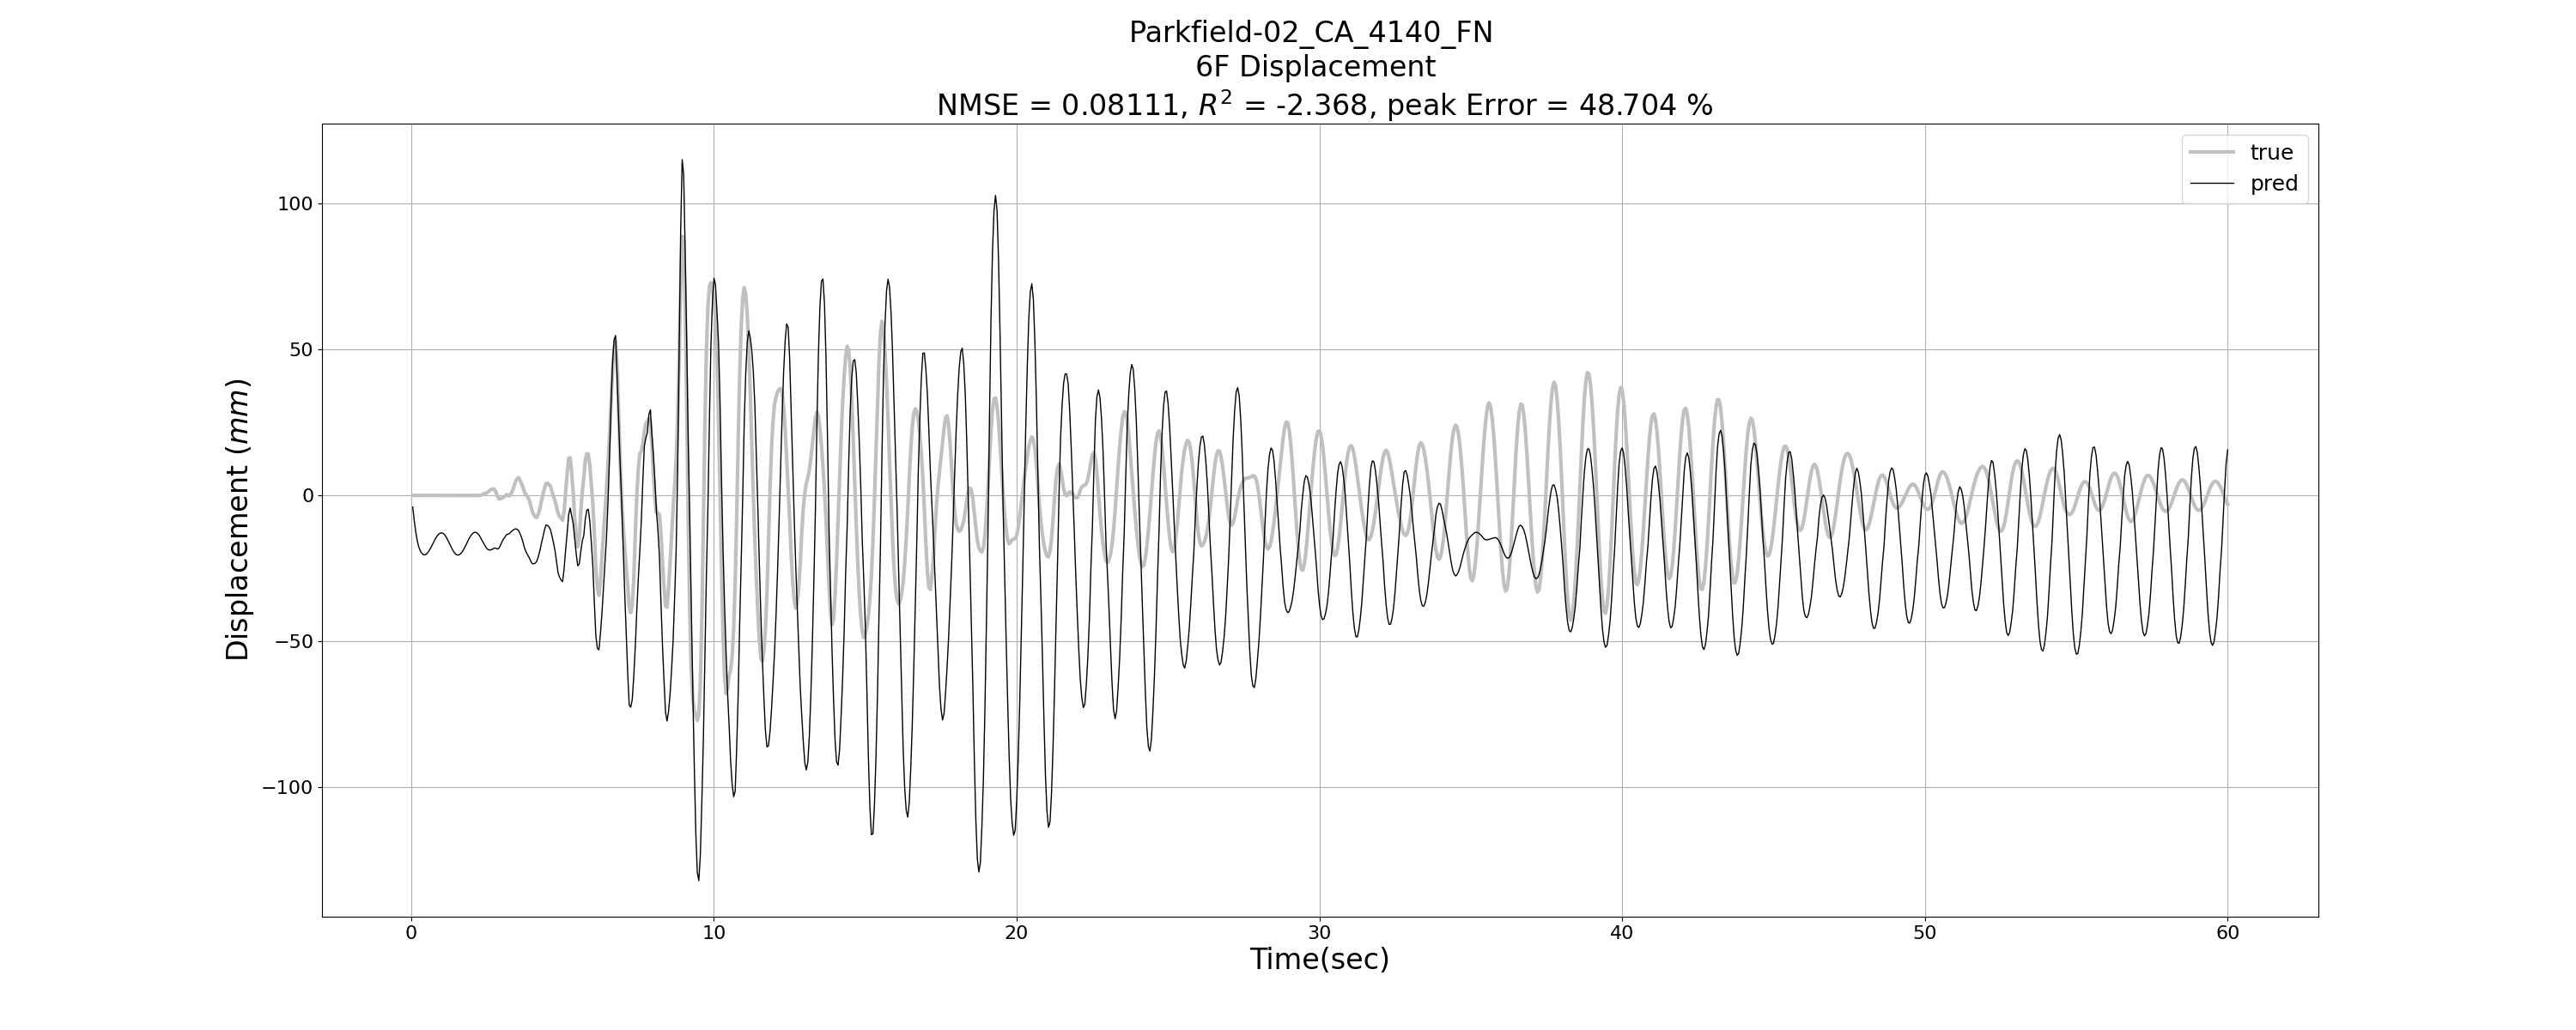 Parkfield-02_CA_4140_FN
6F Displacement
NMSE = 0.08111, R² = -2.368, peak Error = 48.704 %
true
pred
Displacement (mm)
100
50
0
−50
−100
0 10 20 30 40 50 60
Time(sec)